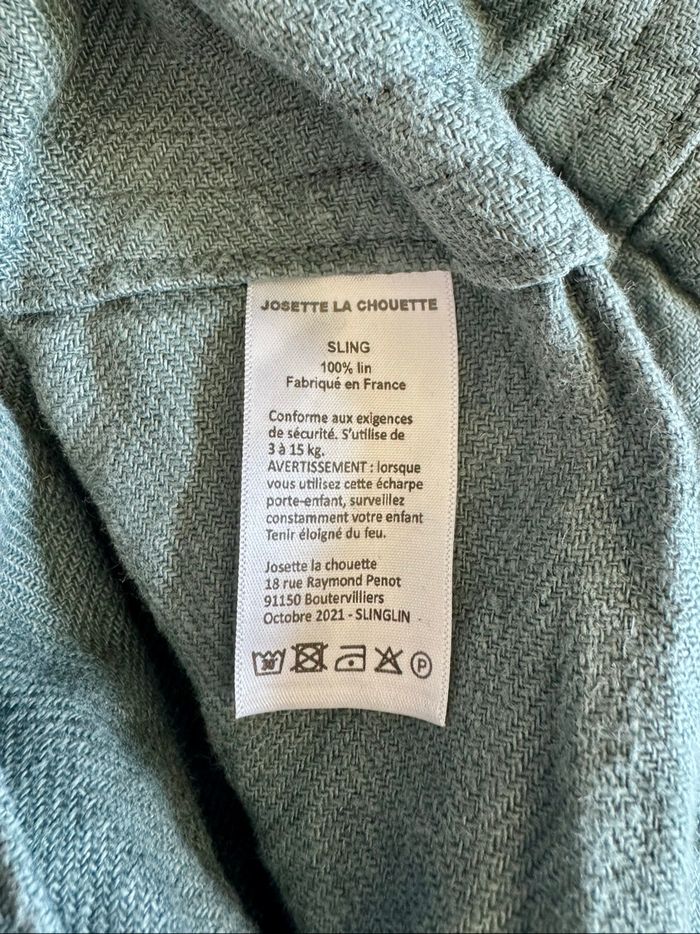 JOSETTE LA CHOUETTE
SLING
100% lin
Fabriqué en France
Conforme aux exigences
de sécurité. S'utilise de
3 à 15 kg.
AVERTISSEMENT : lorsque
vous utilisez cette écharpe
porte-enfant, surveillez
constamment votre enfant
Tenir éloigné du feu.
Josette la chouette
18 rue Raymond Penot
91150 Boutervilliers
Octobre 2021 - SLINGLIN
P